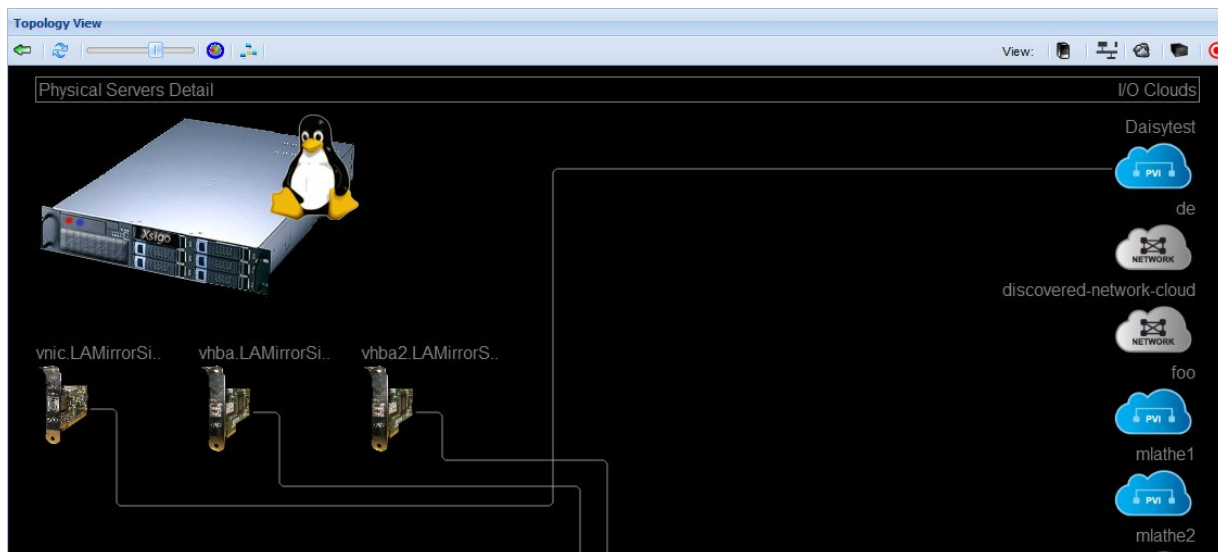 Topology View
View:
Physical Servers Detail
I/O Clouds
Daisytest
PVI
de
NETWORK
discovered-network-cloud
NETWORK
foo
PVI
mlathe1
PVI
mlathe2
Xsigo
vnic.LAMirrorSi..
vhba.LAMirrorSi..
vhba2.LAMirrorS..